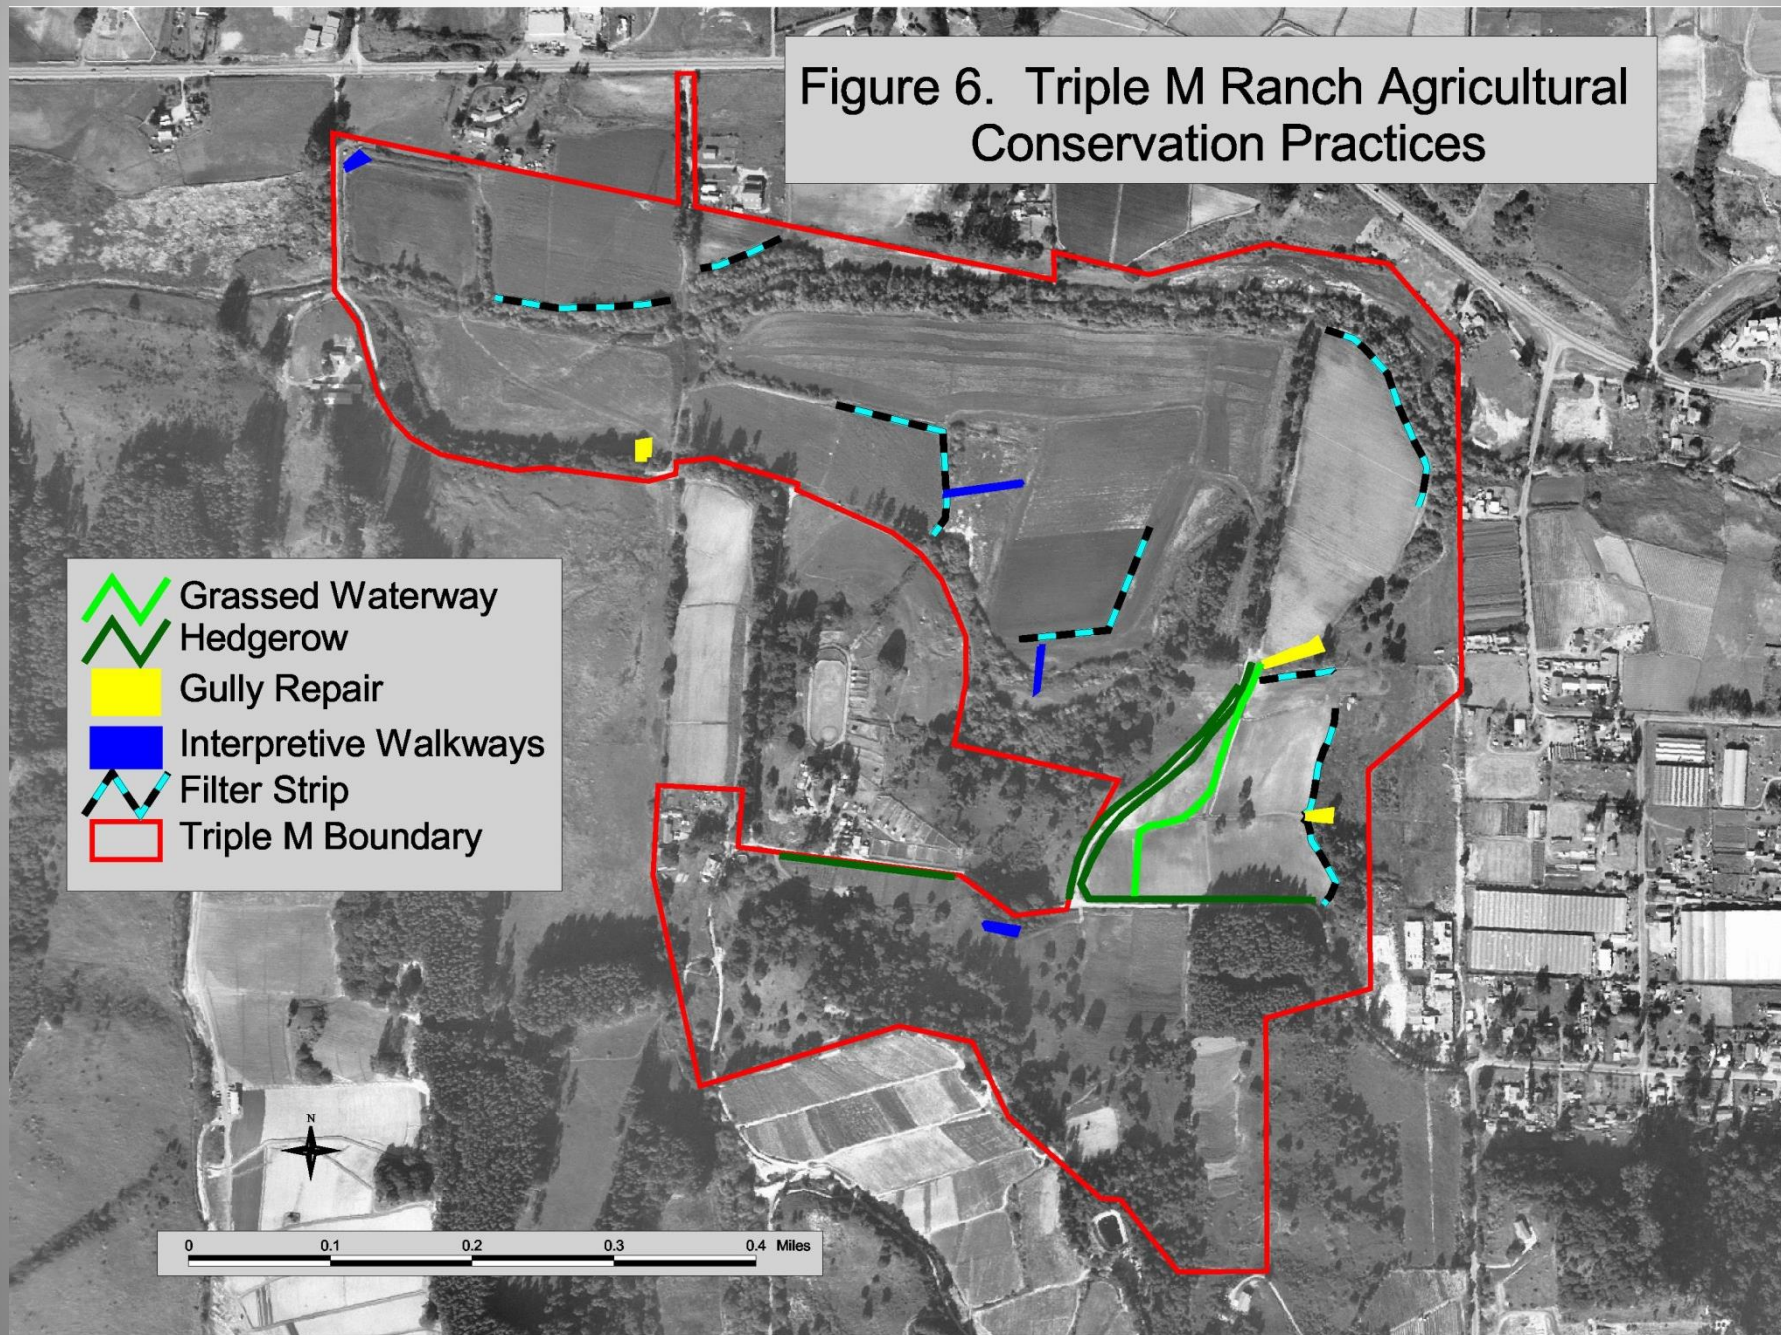 Figure 6. Triple M Ranch Agricultural
Conservation Practices
Grassed Waterway
Hedgerow
Gully Repair
Interpretive Walkways
Filter Strip
Triple M Boundary
N
0 0.1 0.2 0.3 0.4 Miles